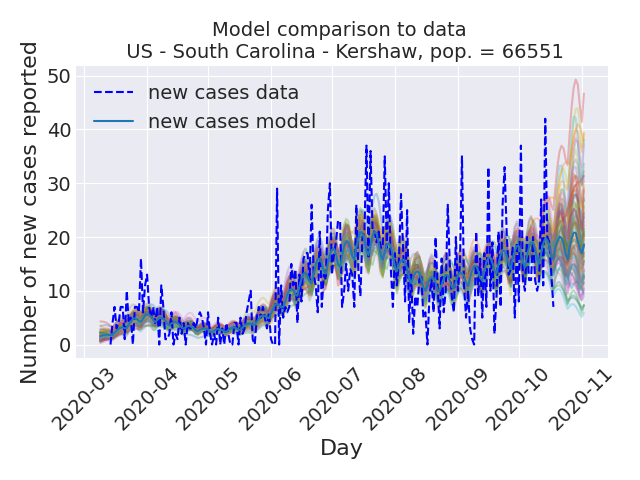 Model comparison to data
US - South Carolina - Kershaw, pop. = 66551
Number of new cases reported
50
40
30
20
10
0
new cases data
new cases model
2020-03
2020-04
2020-05
2020-06
2020-07
2020-08
2020-09
2020-10
2020-11
Day